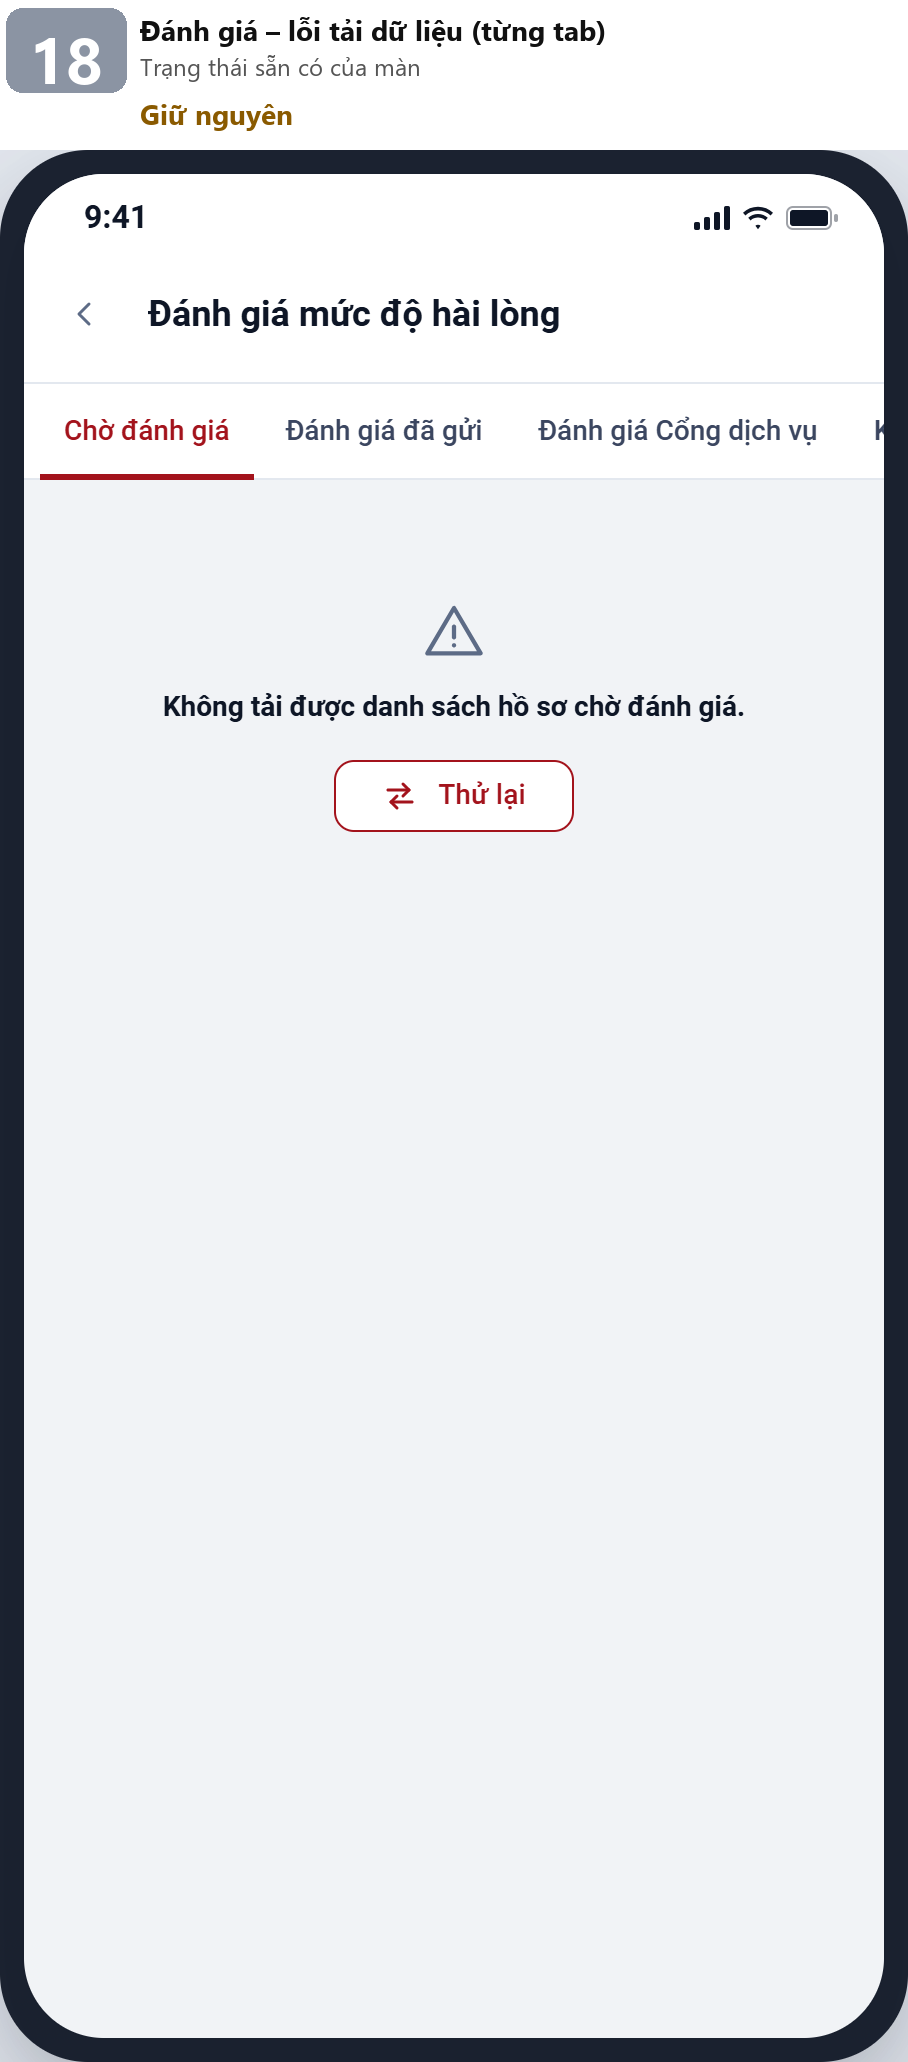 18
Đánh giá – lỗi tải dữ liệu (từng tab)
Trạng thái sẵn có của màn
Giữ nguyên
9:41
Đánh giá mức độ hài lòng
Chờ đánh giá
Đánh giá đã gửi
Đánh giá Cổng dịch vụ
Không tải được danh sách hồ sơ chờ đánh giá.
Thử lại